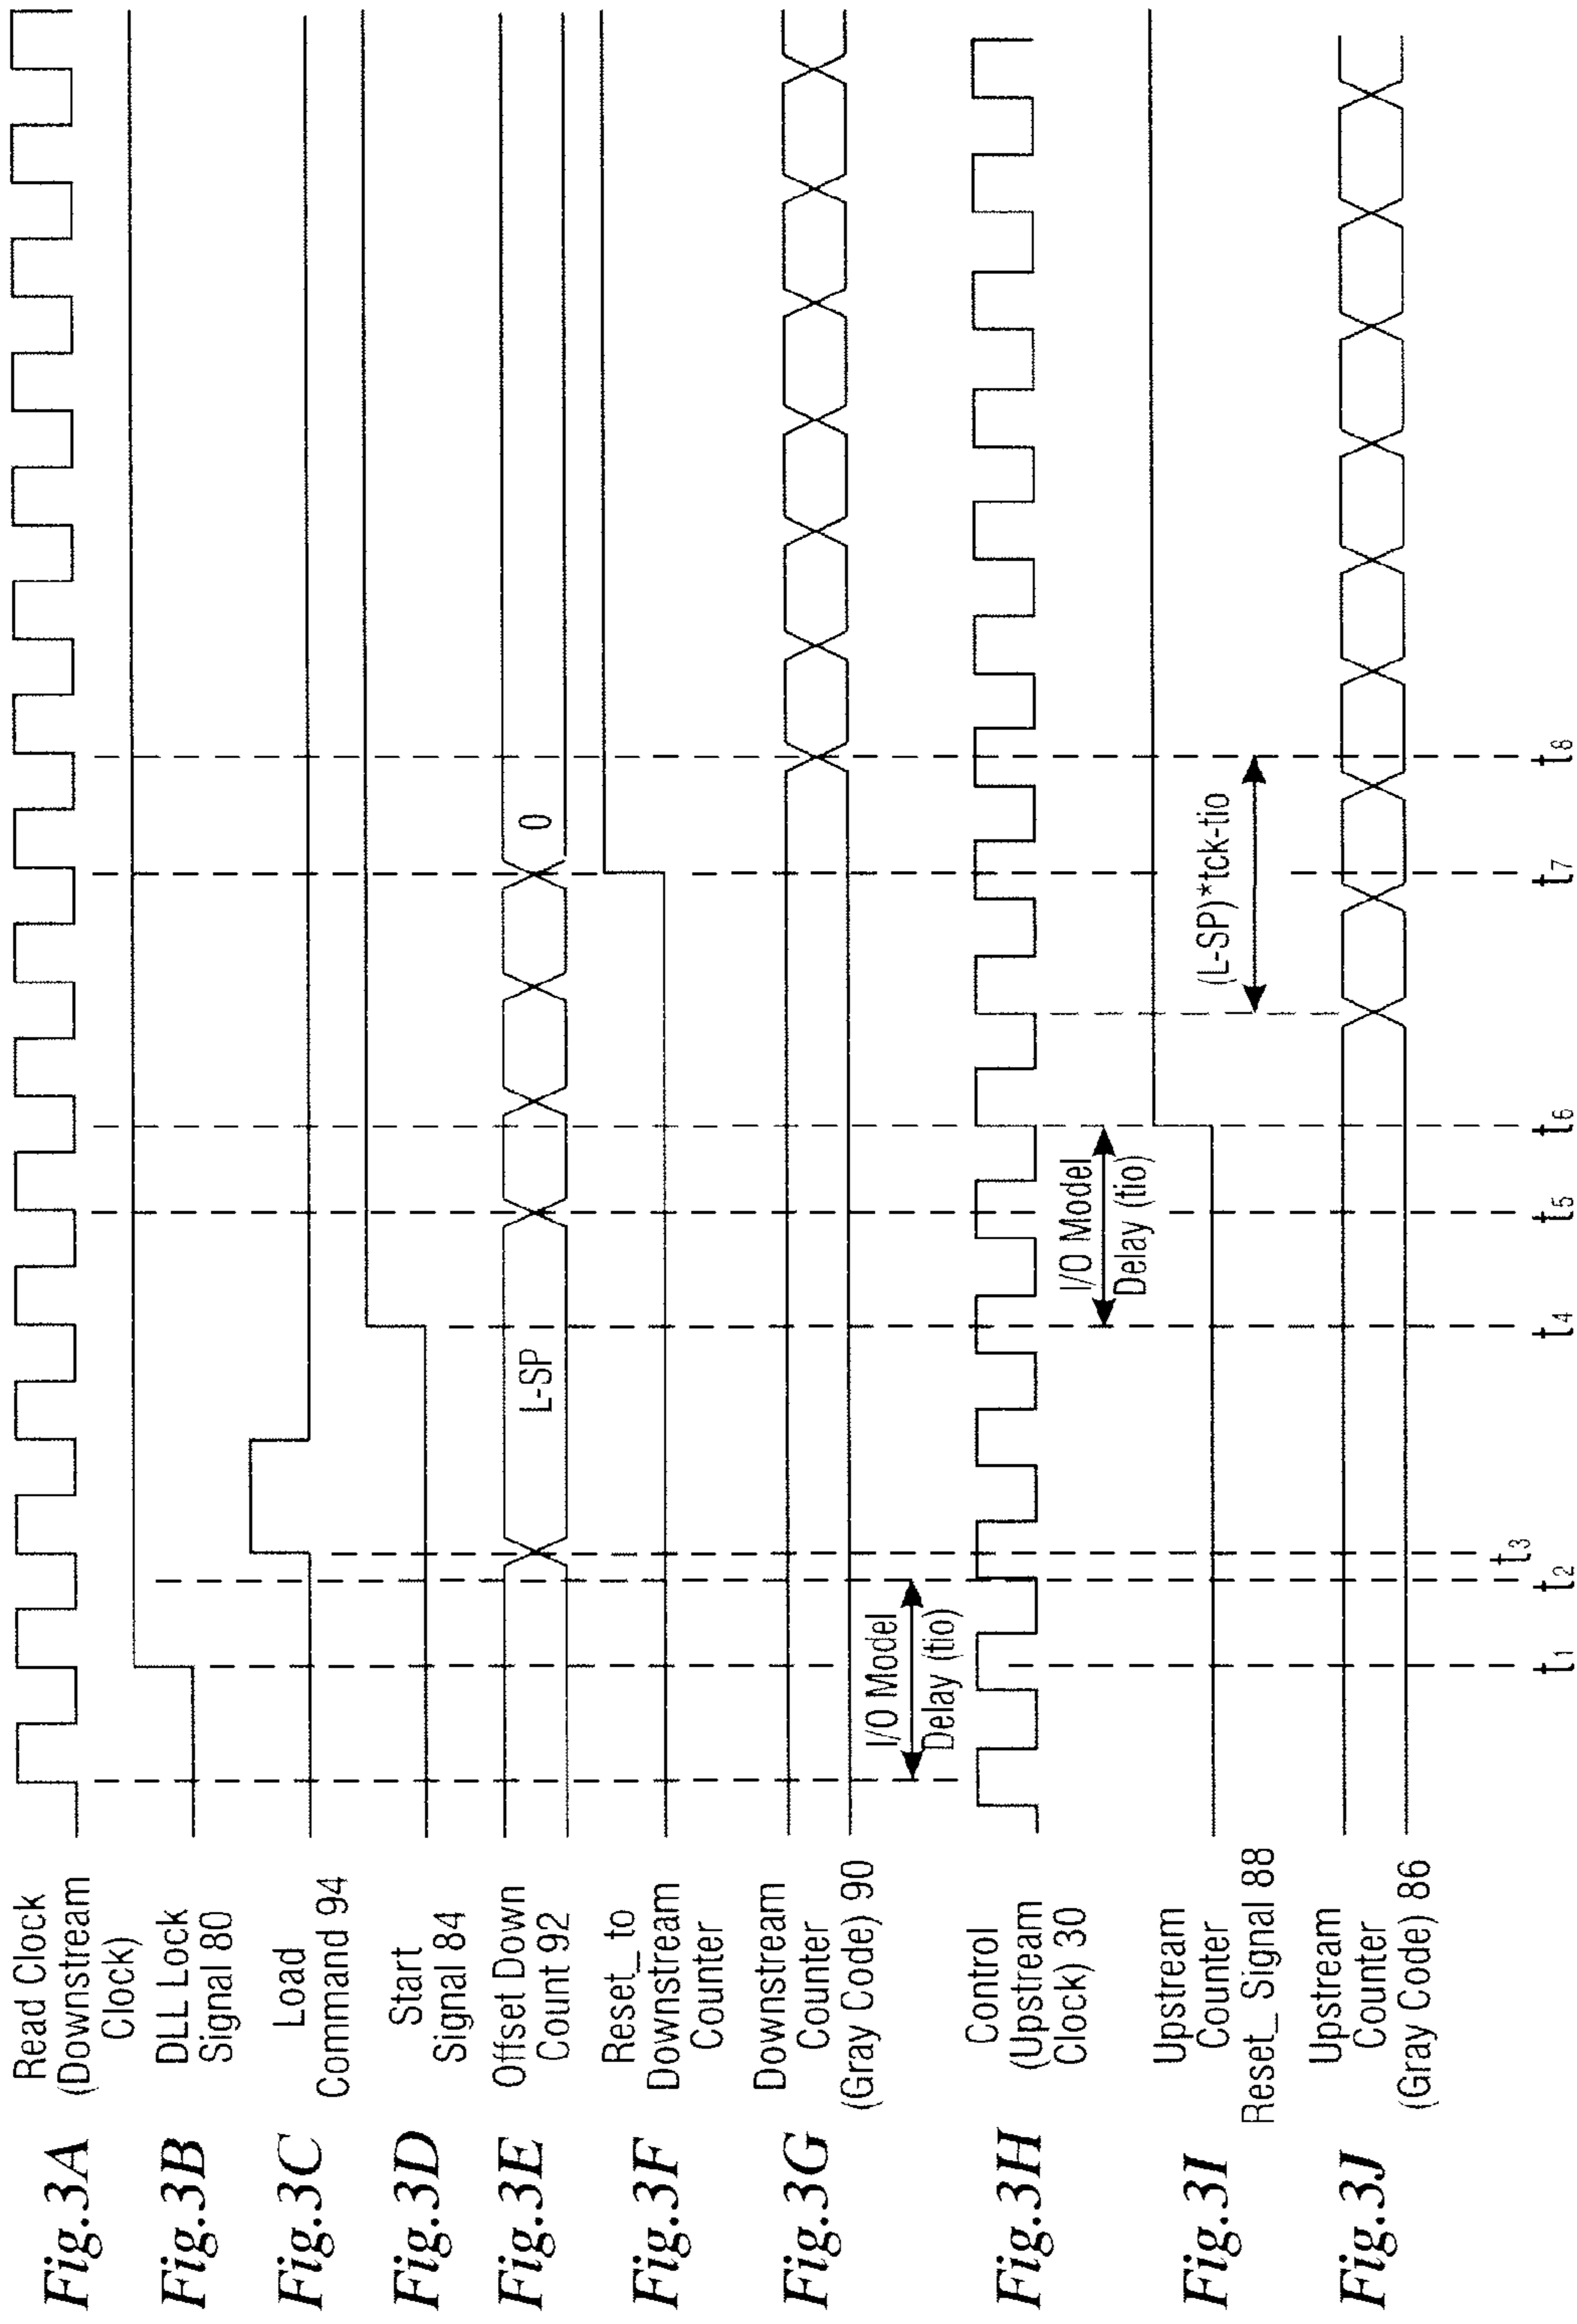 Fig.3A
Read Clock
(Downstream
Clock)
Fig.3B
DLL Lock
Signal 80
Fig.3C
Load
Command 94
Fig.3D
Start
Signal 84
Fig.3E
Offset Down
Count 92
L-SP
0
Fig.3F
Reset_to
Downstream
Counter
Fig.3G
Downstream
Counter
(Gray Code) 90
I/O Model
Delay (tio)
Fig.3H
Control
(Upstream
Clock) 30
I/O Model
Delay (tio)
Fig.3I
Upstream
Counter
Reset_ Signal 88
(L-SP)*tck-tio
Fig.3J
Upstream
Counter
(Gray Code) 86
t1 t2 t3 t4 t5 t6 t7 t8